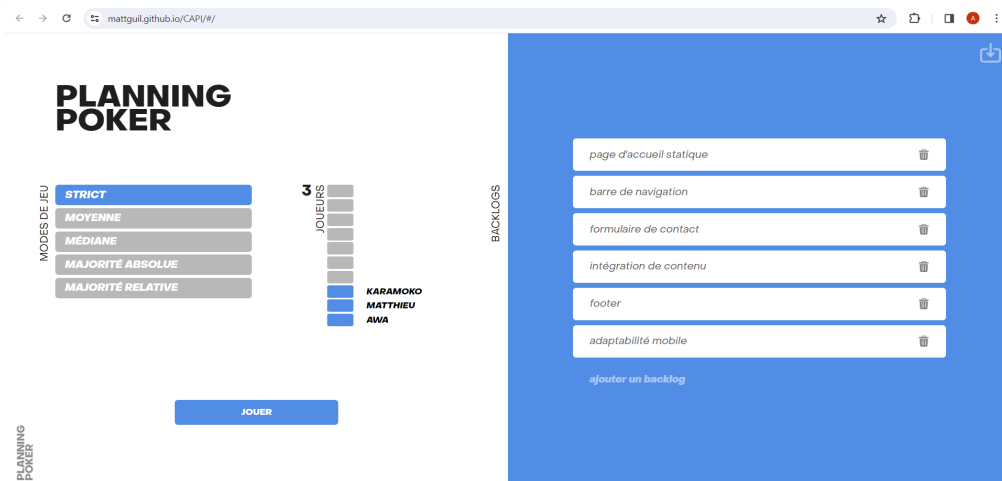 mattguil.github.io/CAPI/#/
A
PLANNING
POKER
MODES DE JEU
STRICT
MOYENNE
MÉDIANE
MAJORITÉ ABSOLUE
MAJORITÉ RELATIVE
3
JOUEURS
KARAMOKO
MATTHIEU
AWA
JOUER
PLANNING
POKER
BACKLOGS
page d'accueil statique
barre de navigation
formulaire de contact
intégration de contenu
footer
adaptabilité mobile
ajouter un backlog